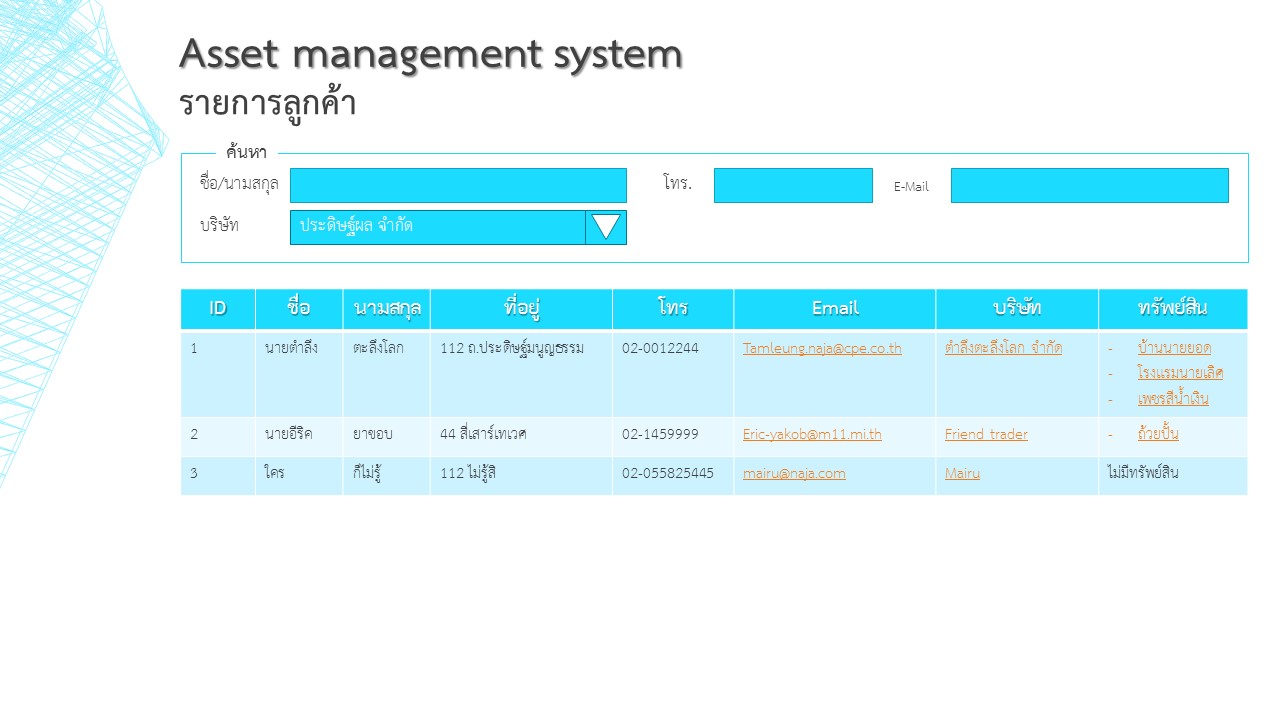 Asset management system
รายการลูกค้า
ค้นหา
ชื่อ/นามสกุล โทร. E-Mail
บริษัท ประดิษฐ์ผล จำกัด
ID ชื่อ นามสกุล ที่อยู่ โทร Email บริษัท ทรัพย์สิน
1 นายตำลึง ตะลึงโลก 112 ถ.ประดิษฐ์มนูญธรรม 02-0012244 Tamleung.naja@cpe.co.th ตำลึงตะลึงโลก จำกัด - บ้านนายยอด
- โรงแรมนายเลิศ
- เพชรสีน้ำเงิน
2 นายอีริค ยาขอบ 44 สี่เสาร์เทเวศ 02-1459999 Eric-yakob@m11.mi.th Friend trader - ถ้วยปั้น
3 ใคร ก็ไม่รู้ 112 ไม่รู้สิ 02-055825445 mairu@naja.com Mairu ไม่มีทรัพย์สิน